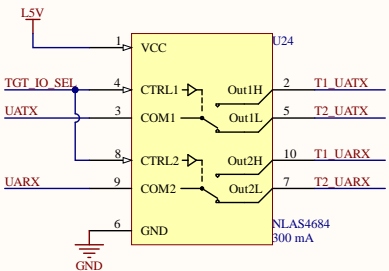 L5V
1 VCC U24
TGT_IO_SEL 4 CTRL1 Out1H 2 T1_UATX
UATX 3 COM1 Out1L 5 T2_UATX
8 CTRL2 Out2H 10 T1_UARX
UARX 9 COM2 Out2L 7 T2_UARX
6 GND NLAS4684
300 mA
GND